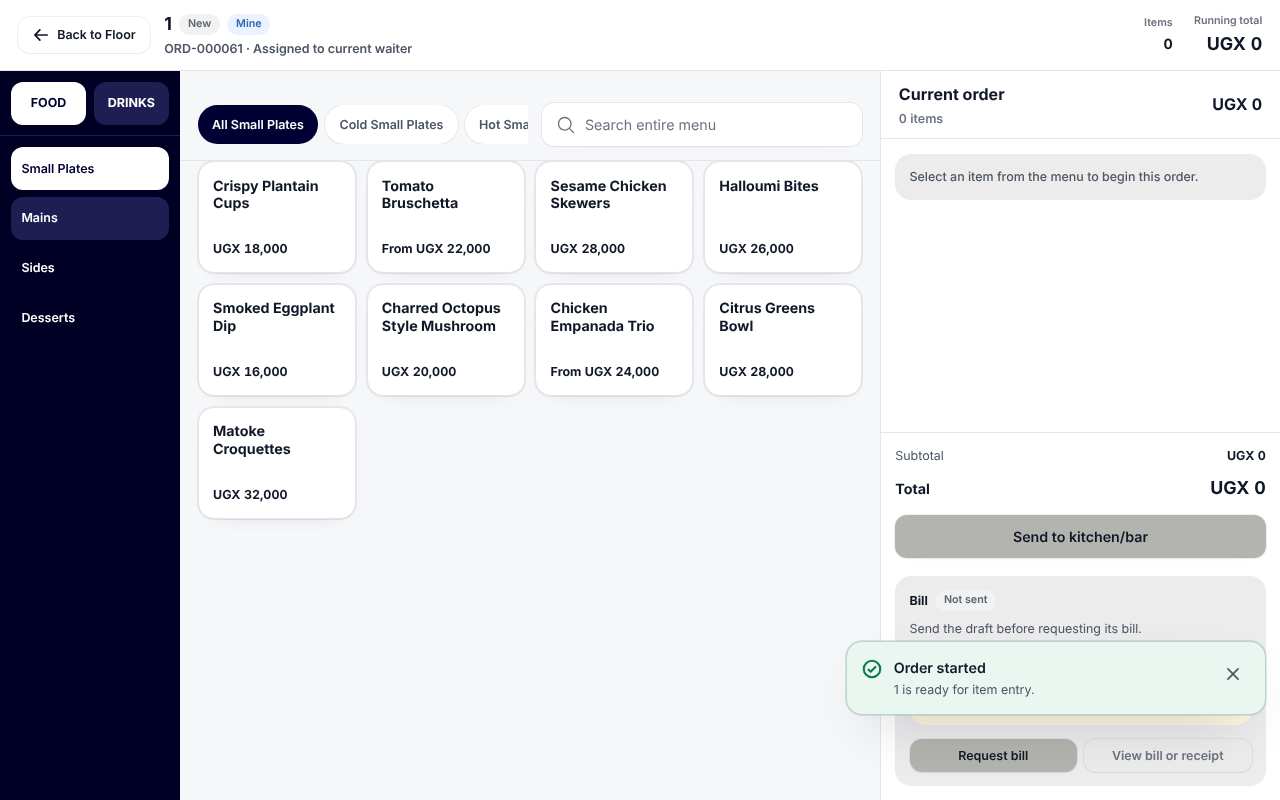 Back to Floor
1 New Mine
ORD-000061 · Assigned to current waiter
Items
0
Running total
UGX 0
FOOD
DRINKS
Small Plates
Mains
Sides
Desserts
All Small Plates
Cold Small Plates
Hot Sma
Search entire menu
Crispy Plantain
Cups
UGX 18,000
Tomato
Bruschetta
From UGX 22,000
Sesame Chicken
Skewers
UGX 28,000
Halloumi Bites
UGX 26,000
Smoked Eggplant
Dip
UGX 16,000
Charred Octopus
Style Mushroom
UGX 20,000
Chicken
Empanada Trio
From UGX 24,000
Citrus Greens
Bowl
UGX 28,000
Matoke
Croquettes
UGX 32,000
Current order
0 items
UGX 0
Select an item from the menu to begin this order.
Subtotal UGX 0
Total UGX 0
Send to kitchen/bar
Bill Not sent
Send the draft before requesting its bill.
Order started
1 is ready for item entry.
Request bill
View bill or receipt